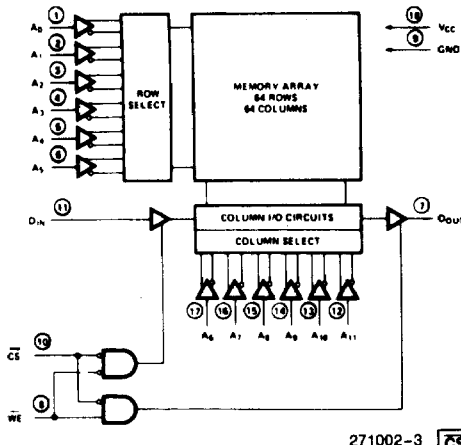 ① A₀
② A₁
③ A₂
④ A₃
⑤ A₄
⑥ A₅
ROW SELECT
MEMORY ARRAY
64 ROWS
64 COLUMNS
⑱ VCC
⑨ GND
DIN ⑪
COLUMN I/O CIRCUITS
COLUMN SELECT
⑦ DOUT
⑰ ⑯ ⑮ ⑭ ⑬ ⑫
A₆ A₇ A₈ A₉ A₁₀ A₁₁
C̅S̅ ⑩
W̅E̅ ⑧
271002-3
C̅S̅